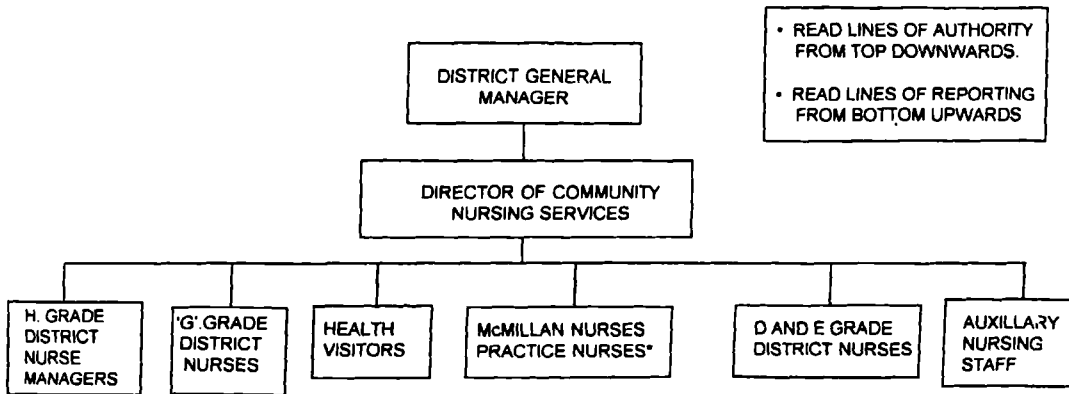 • READ LINES OF AUTHORITY
FROM TOP DOWNWARDS.
• READ LINES OF REPORTING
FROM BOTTOM UPWARDS
DISTRICT GENERAL
MANAGER
DIRECTOR OF COMMUNITY
NURSING SERVICES
H. GRADE
DISTRICT
NURSE
MANAGERS
'G'.GRADE
DISTRICT
NURSES
HEALTH
VISITORS
McMILLAN NURSES
PRACTICE NURSES*
D AND E GRADE
DISTRICT NURSES
AUXILLARY
NURSING
STAFF